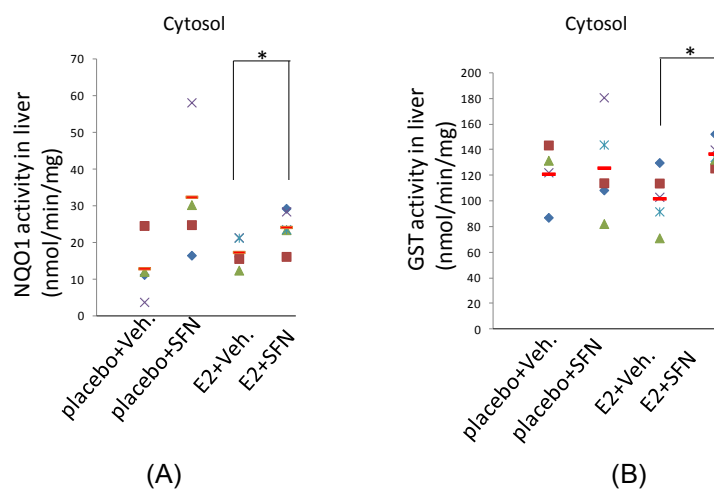 Cytosol
*
NQO1 activity in liver
(nmol/min/mg)
70
60
50
40
30
20
10
0
placebo+Veh.
placebo+SFN
E2+Veh.
E2+SFN
(A)
Cytosol
*
GST activity in liver
(nmol/min/mg)
200
180
160
140
120
100
80
60
40
20
0
placebo+Veh.
placebo+SFN
E2+Veh.
E2+SFN
(B)